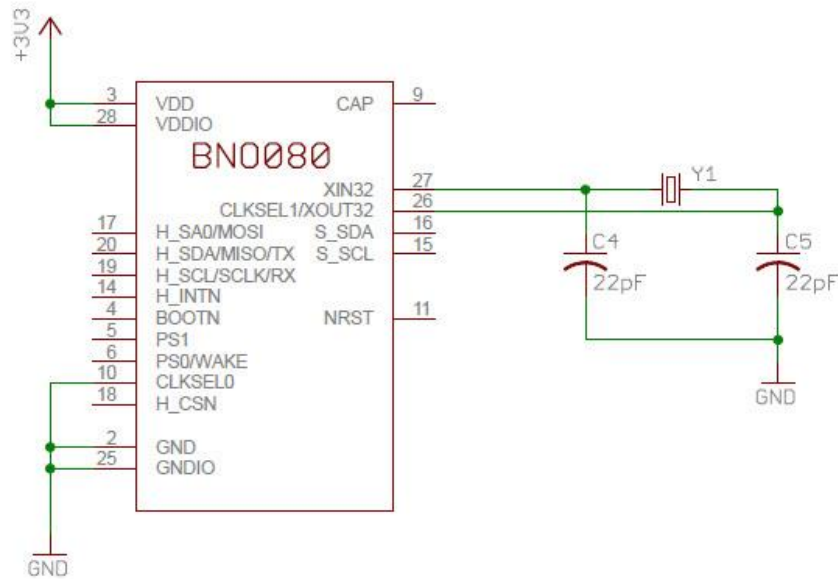 +3V3
3 VDD CAP 9
28 VDDIO
BNO080
XIN32 27 Y1
CLKSEL1/XOUT32 26
17 H_SA0/MOSI S_SDA 16
20 H_SDA/MISO/TX S_SCL 15
C4 C5
19 H_SCL/SCLK/RX
22pF 22pF
14 H_INTN
4 BOOTN NRST 11
5 PS1
6 PS0/WAKE
10 CLKSEL0
GND
18 H_CSN
2 GND
25 GNDIO
GND